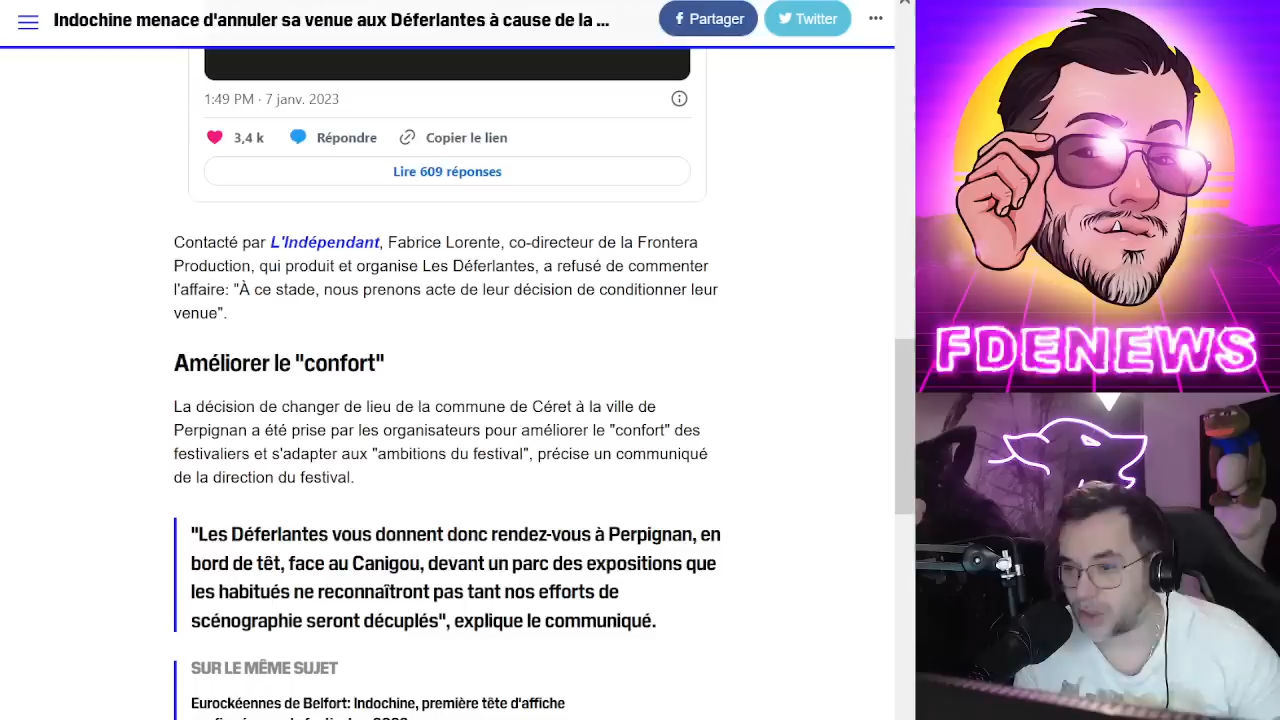 Indochine menace d'annuler sa venue aux Déferlantes à cause de la ...
Partager
Twitter
1:49 PM · 7 janv. 2023
3,4 k
Répondre
Copier le lien
Lire 609 réponses
Contacté par L'Indépendant, Fabrice Lorente, co-directeur de la Frontera
Production, qui produit et organise Les Déferlantes, a refusé de commenter
l'affaire: "À ce stade, nous prenons acte de leur décision de conditionner leur
venue".
Améliorer le "confort"
La décision de changer de lieu de la commune de Céret à la ville de
Perpignan a été prise par les organisateurs pour améliorer le "confort" des
festivaliers et s'adapter aux "ambitions du festival", précise un communiqué
de la direction du festival.
"Les Déferlantes vous donnent donc rendez-vous à Perpignan, en
bord de têt, face au Canigou, devant un parc des expositions que
les habitués ne reconnaîtront pas tant nos efforts de
scénographie seront décuplés", explique le communiqué.
SUR LE MÊME SUJET
Eurockéennes de Belfort: Indochine, première tête d'affiche
FDENEWS